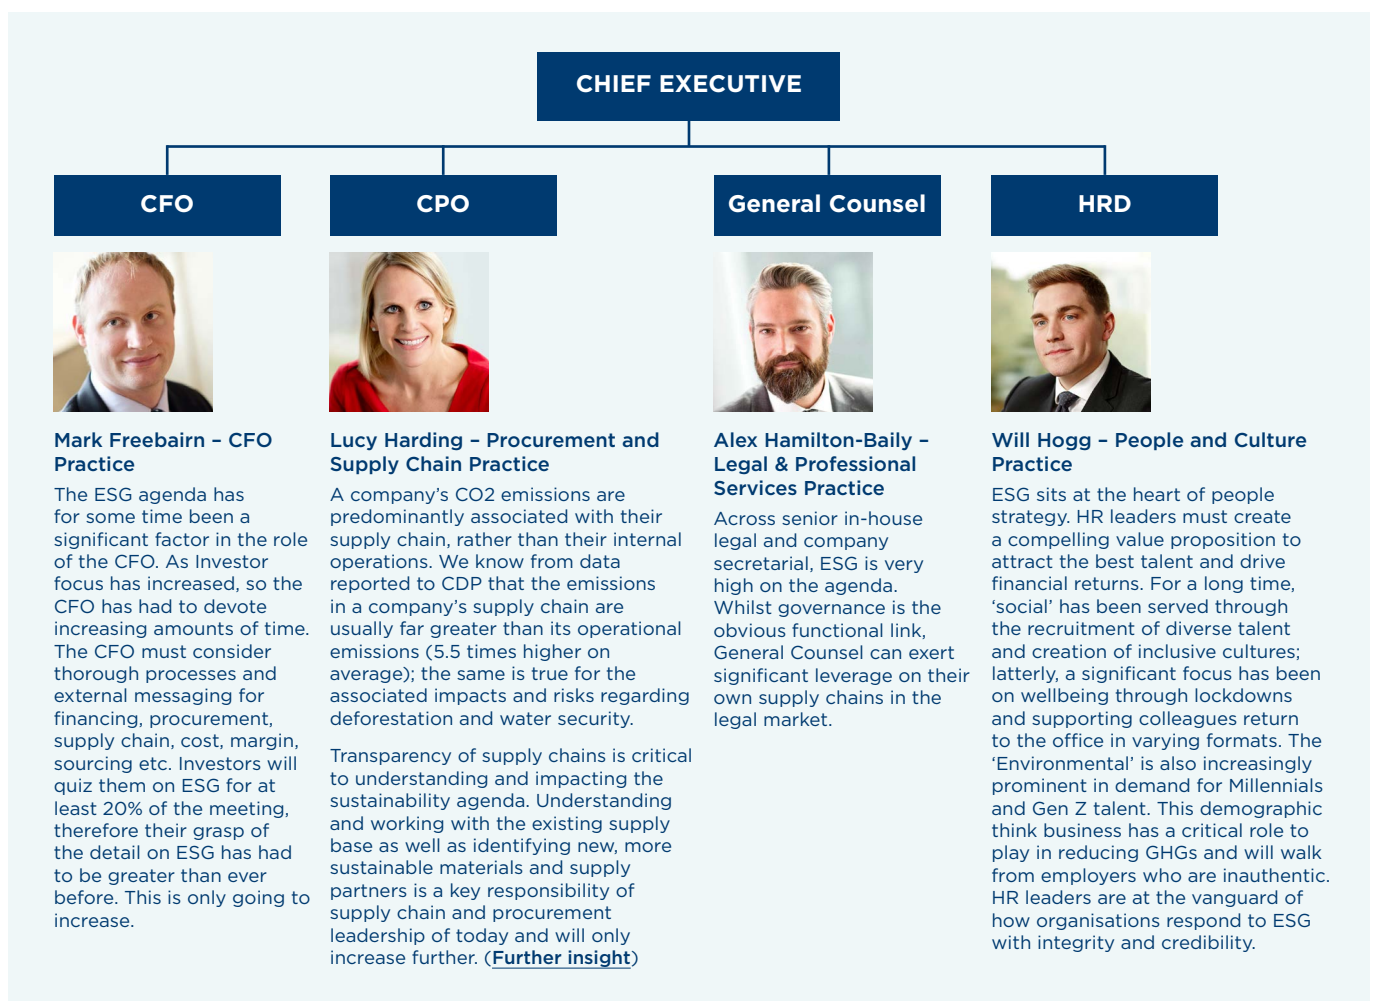 CHIEF EXECUTIVE
CFO
CPO
General Counsel
HRD
Mark Freebairn – CFO
Practice
The ESG agenda has
for some time been a
significant factor in the role
of the CFO. As Investor
focus has increased, so the
CFO has had to devote
increasing amounts of time.
The CFO must consider
thorough processes and
external messaging for
financing, procurement,
supply chain, cost, margin,
sourcing etc. Investors will
quiz them on ESG for at
least 20% of the meeting,
therefore their grasp of
the detail on ESG has had
to be greater than ever
before. This is only going to
increase.
Lucy Harding – Procurement and
Supply Chain Practice
A company’s CO2 emissions are
predominantly associated with their
supply chain, rather than their internal
operations. We know from data
reported to CDP that the emissions
in a company’s supply chain are
usually far greater than its operational
emissions (5.5 times higher on
average); the same is true for the
associated impacts and risks regarding
deforestation and water security.
Transparency of supply chains is critical
to understanding and impacting the
sustainability agenda. Understanding
and working with the existing supply
base as well as identifying new, more
sustainable materials and supply
partners is a key responsibility of
supply chain and procurement
leadership of today and will only
increase further. (Further insight)
Alex Hamilton-Baily –
Legal & Professional
Services Practice
Across senior in-house
legal and company
secretarial, ESG is very
high on the agenda.
Whilst governance is the
obvious functional link,
General Counsel can exert
significant leverage on their
own supply chains in the
legal market.
Will Hogg – People and Culture
Practice
ESG sits at the heart of people
strategy. HR leaders must create
a compelling value proposition to
attract the best talent and drive
financial returns. For a long time,
‘social’ has been served through
the recruitment of diverse talent
and creation of inclusive cultures;
latterly, a significant focus has been
on wellbeing through lockdowns
and supporting colleagues return
to the office in varying formats. The
‘Environmental’ is also increasingly
prominent in demand for Millennials
and Gen Z talent. This demographic
think business has a critical role to
play in reducing GHGs and will walk
from employers who are inauthentic.
HR leaders are at the vanguard of
how organisations respond to ESG
with integrity and credibility.